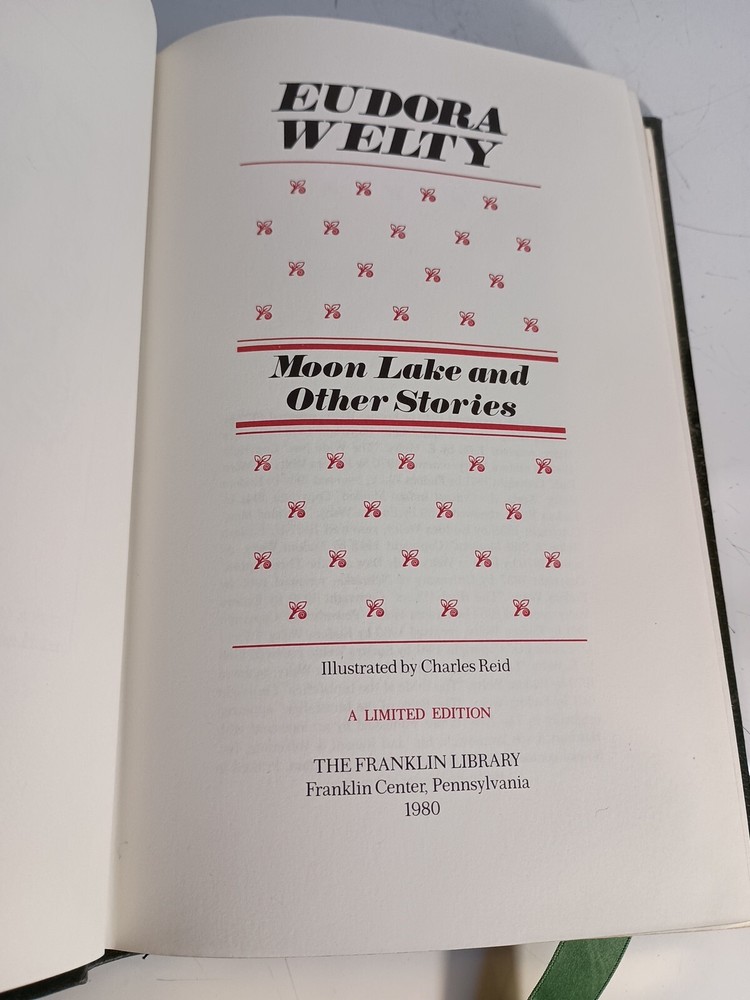 EUDORA
WELTY
Moon Lake and
Other Stories
Illustrated by Charles Reid
A LIMITED EDITION
THE FRANKLIN LIBRARY
Franklin Center, Pennsylvania
1980